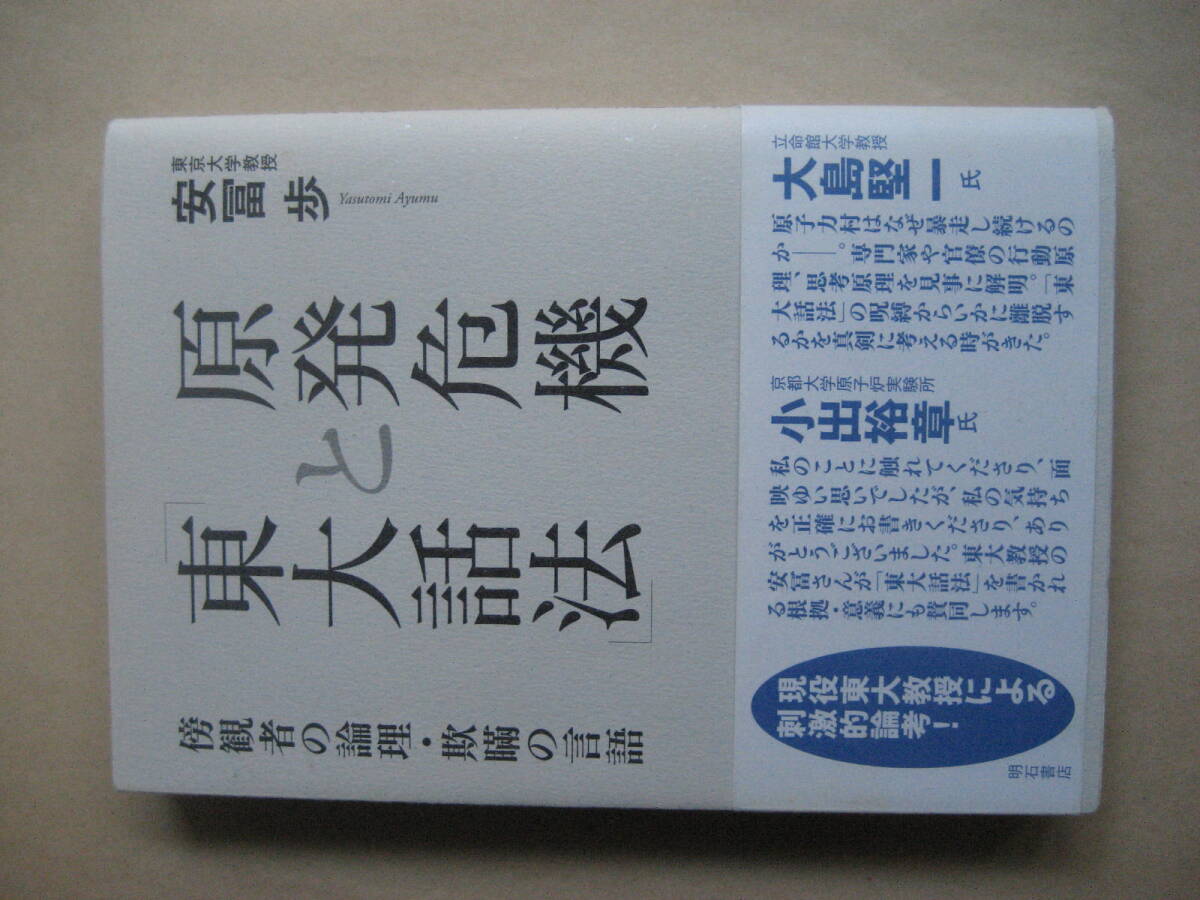 東京大学教授
安冨 歩
Yasutomi Ayumu
原発危機
と
「東大話法」
傍観者の論理・欺瞞の言語
立命館大学教授
大島堅一氏
原子力村はなぜ暴走し続けるの
か――。専門家や官僚の行動原
理、思考原理を見事に解明。「東
大話法」の呪縛からいかに離脱す
るかを真剣に考える時がきた。
京都大学原子炉実験所
小出裕章氏
私のことに触れてくださり、面
映ゆい思いでしたが、私の気持ち
を正確にお書きくださり、あり
がとうございました。東大教授の
安冨さんが「東大話法」を書かれ
る根拠・意義にも賛同します。
現役東大教授による
刺激的論考！
明石書店